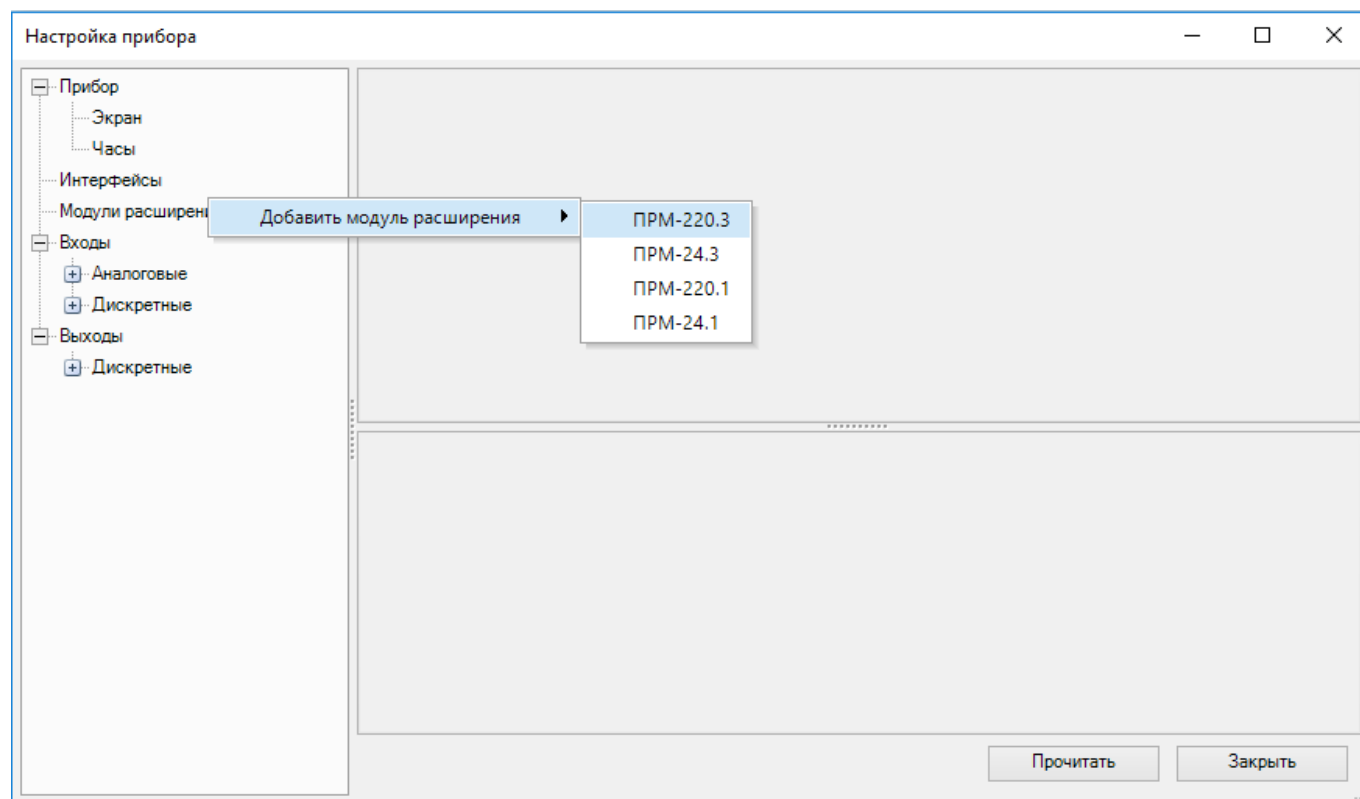 Настройка прибора
Прибор
Экран
Часы
Интерфейсы
Модули расширени
Добавить модуль расширения
ПРМ-220.3
ПРМ-24.3
ПРМ-220.1
ПРМ-24.1
Входы
Аналоговые
Дискретные
Выходы
Дискретные
Прочитать
Закрыть